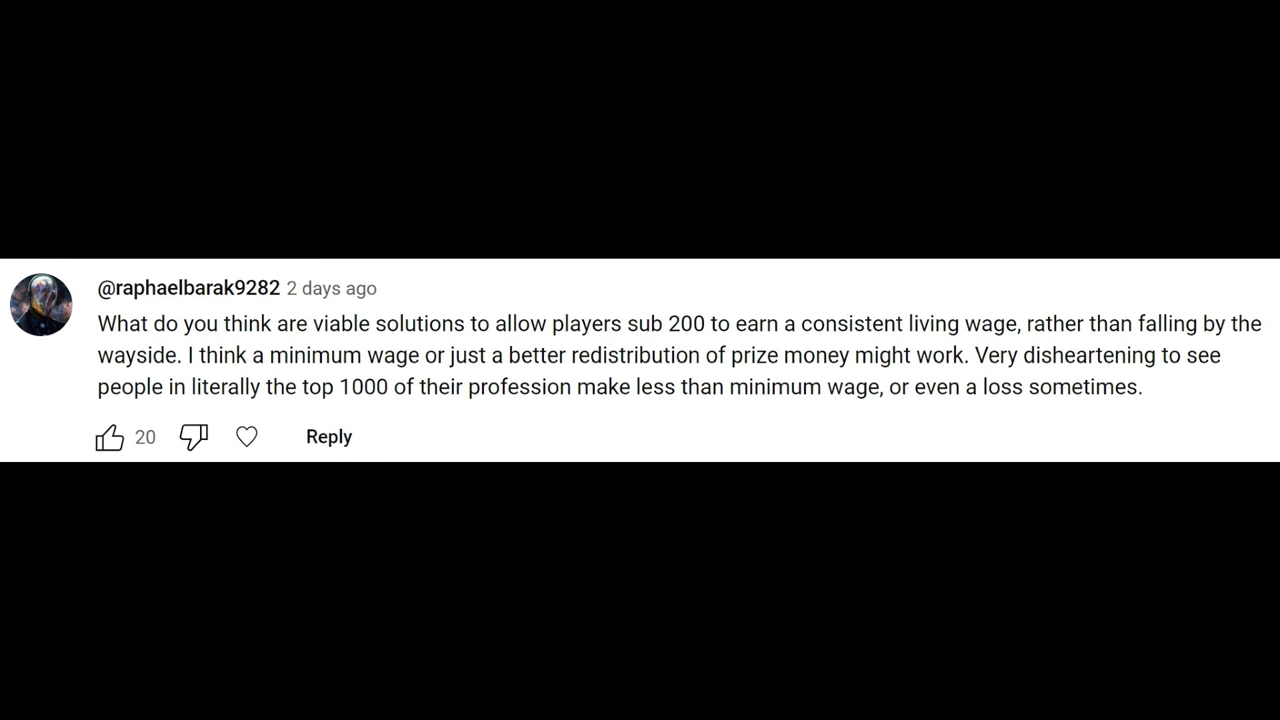 @raphaelbarak9282 2 days ago
What do you think are viable solutions to allow players sub 200 to earn a consistent living wage, rather than falling by the
wayside. I think a minimum wage or just a better redistribution of prize money might work. Very disheartening to see
people in literally the top 1000 of their profession make less than minimum wage, or even a loss sometimes.
20 Reply